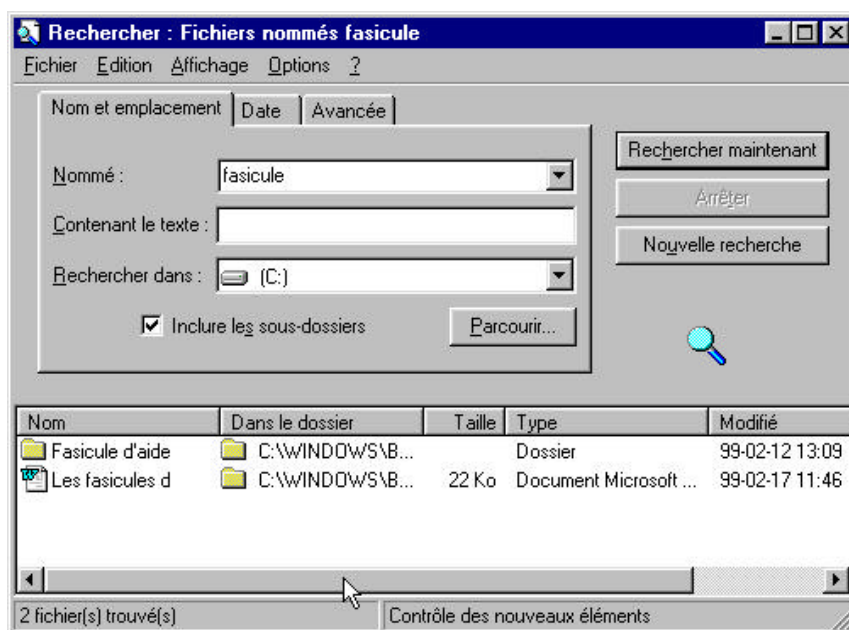 Rechercher : Fichiers nommés fasicule
Fichier Edition Affichage Options ?
Nom et emplacement Date Avancée
Nommé : fasicule
Contenant le texte :
Rechercher dans : (C:)
Inclure les sous-dossiers Parcourir...
Rechercher maintenant
Arrêter
Nouvelle recherche
Nom Dans le dossier Taille Type Modifié
Fasicule d'aide C:\WINDOWS\B... Dossier 99-02-12 13:09
Les fasicules d C:\WINDOWS\B... 22 Ko Document Microsoft ... 99-02-17 11:46
2 fichier(s) trouvé(s) Contrôle des nouveaux éléments